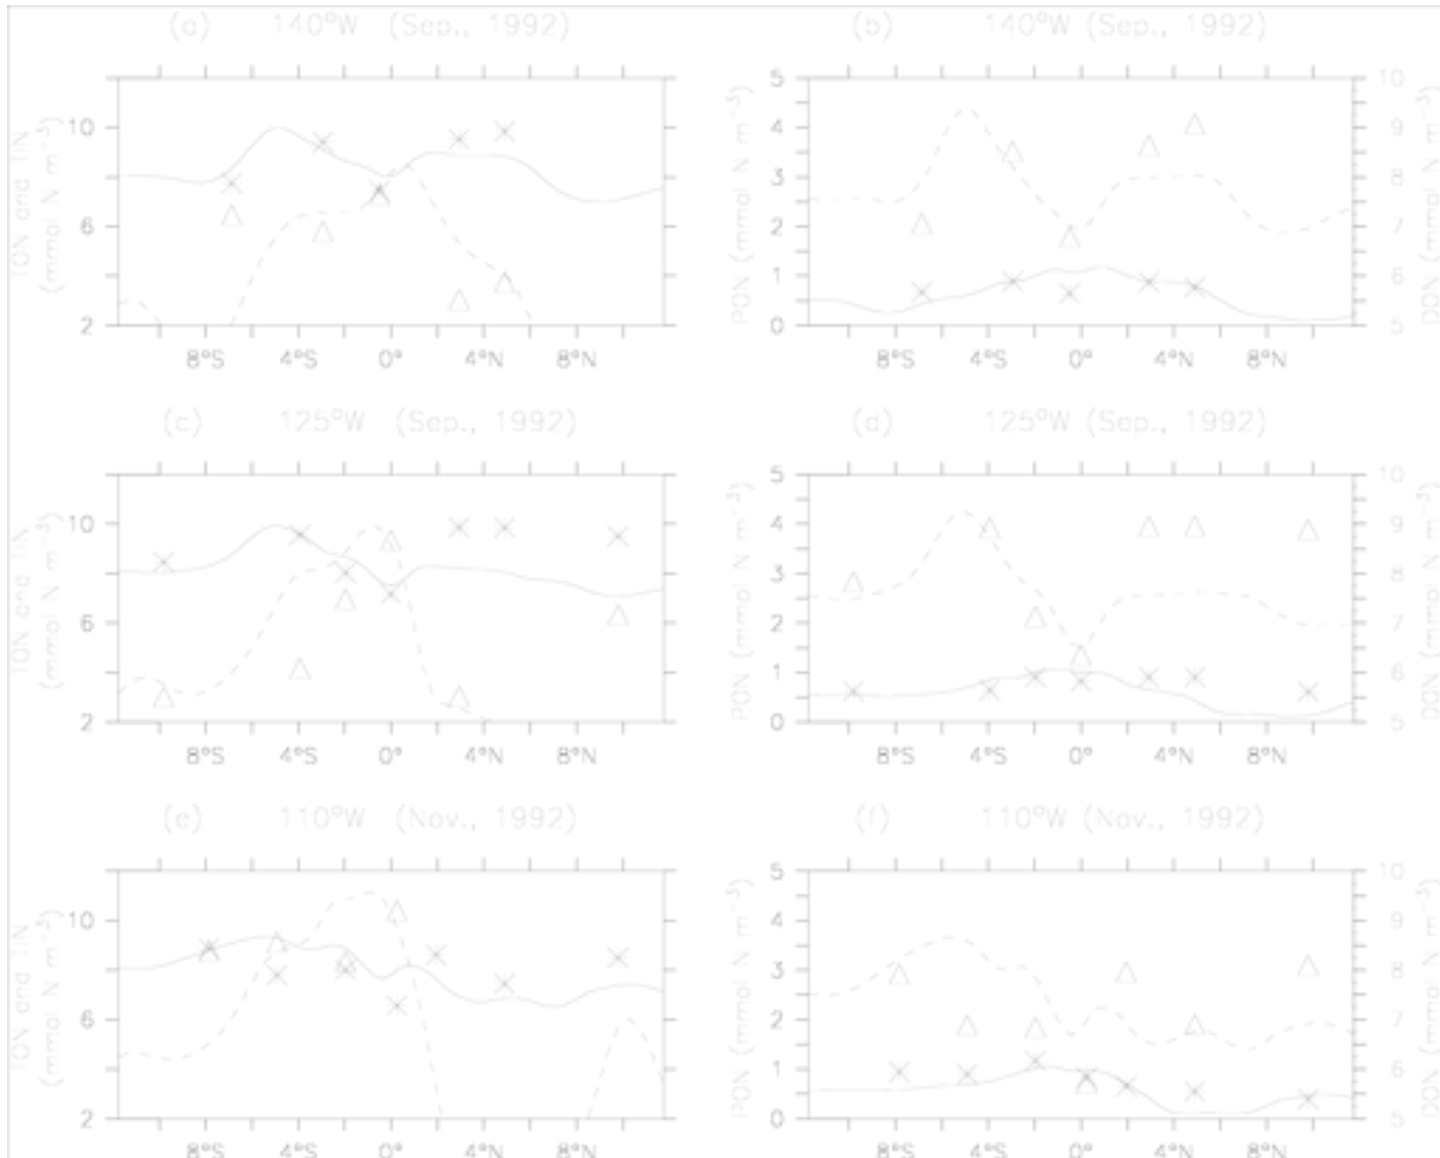 (a) 140°W (Sep., 1992)
(b) 140°W (Sep., 1992)
TON and TIN
(mmol N m⁻³)
10
6
2
8°S 4°S 0° 4°N 8°N
PON (mmol N m⁻³)
5
4
3
2
1
0
8°S 4°S 0° 4°N 8°N
10
9
8
7
6
5
DON (mmol N m⁻³)
(c) 125°W (Sep., 1992)
(d) 125°W (Sep., 1992)
TON and TIN
(mmol N m⁻³)
10
6
2
8°S 4°S 0° 4°N 8°N
PON (mmol N m⁻³)
5
4
3
2
1
0
8°S 4°S 0° 4°N 8°N
10
9
8
7
6
5
DON (mmol N m⁻³)
(e) 110°W (Nov., 1992)
(f) 110°W (Nov., 1992)
TON and TIN
(mmol N m⁻³)
10
6
2
8°S 4°S 0° 4°N 8°N
PON (mmol N m⁻³)
5
4
3
2
1
0
8°S 4°S 0° 4°N 8°N
10
9
8
7
6
5
DON (mmol N m⁻³)